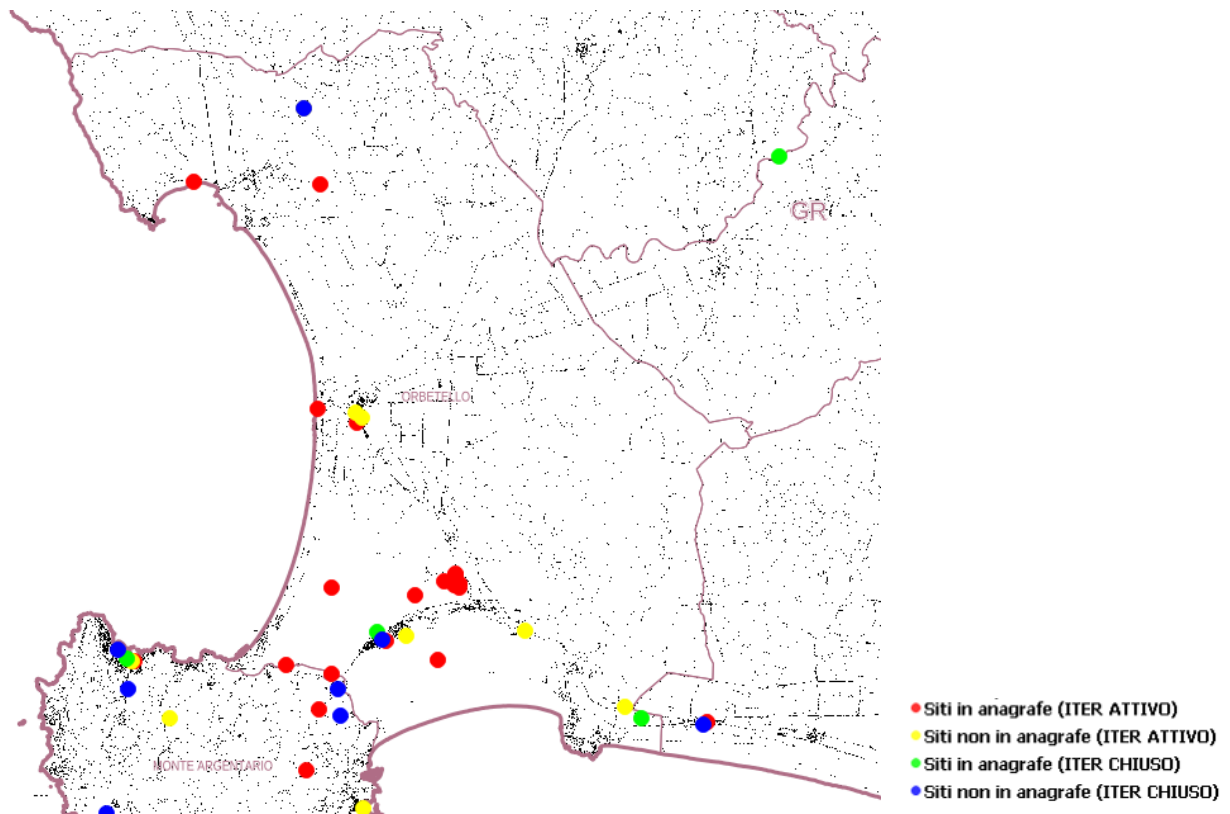 GR
ORBETELLO
MONTE ARGENTARIO
Siti in anagrafe (ITER ATTIVO)
Siti non in anagrafe (ITER ATTIVO)
Siti in anagrafe (ITER CHIUSO)
Siti non in anagrafe (ITER CHIUSO)